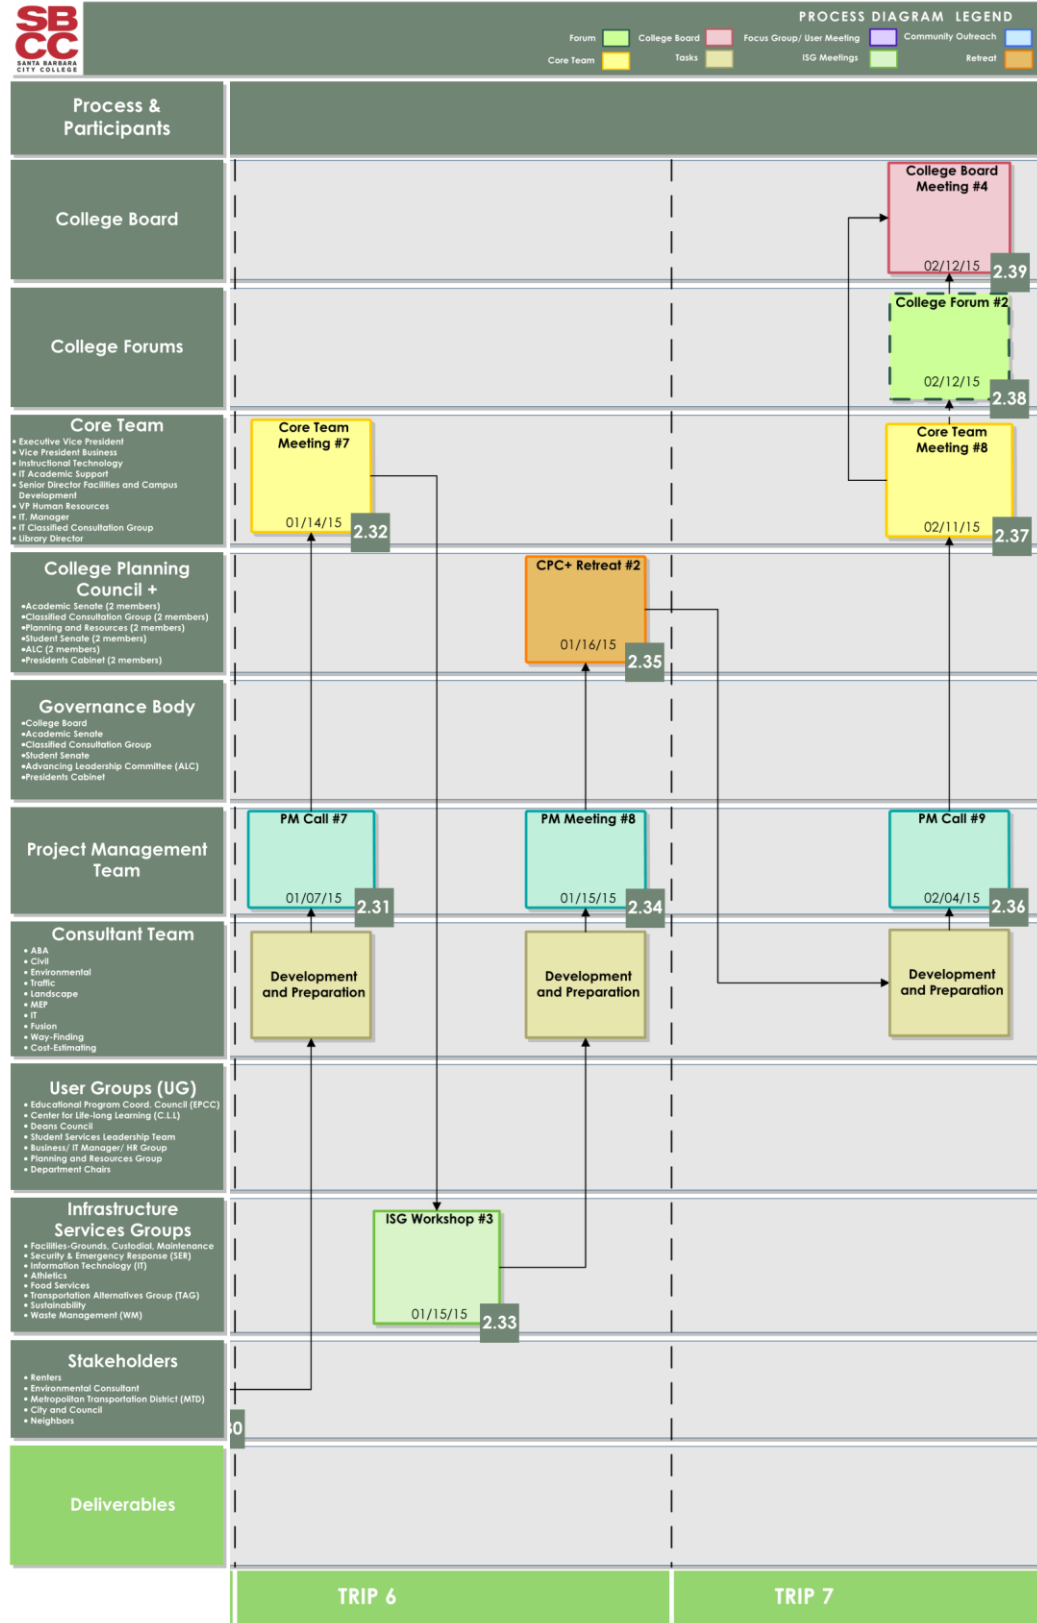 SB
CC
SANTA BARBARA
CITY COLLEGE
PROCESS DIAGRAM LEGEND
Forum
College Board
Focus Group/ User Meeting
Community Outreach
Core Team
Tasks
ISG Meetings
Retreat
Process &
Participants
College Board
College Board
Meeting #4
02/12/15
2.39
College Forums
College Forum #2
02/12/15
2.38
Core Team
• Executive Vice President
• Vice President Business
• Instructional Technology
• IT Academic Support
• Senior Director Facilities and Campus
Development
• VP Human Resources
• IT. Manager
• IT Classified Consultation Group
• Library Director
Core Team
Meeting #7
01/14/15
2.32
Core Team
Meeting #8
02/11/15
2.37
College Planning
Council +
•Academic Senate (2 members)
•Classified Consultation Group (2 members)
•Planning and Resources (2 members)
•Student Senate (2 members)
•ALC (2 members)
•Presidents Cabinet (2 members)
CPC+ Retreat #2
01/16/15
2.35
Governance Body
•College Board
•Academic Senate
•Classified Consultation Group
•Student Senate
•Advancing Leadership Committee (ALC)
•Presidents Cabinet
Project Management
Team
PM Call #7
01/07/15
2.31
PM Meeting #8
01/15/15
2.34
PM Call #9
02/04/15
2.36
Consultant Team
• ABA
• Civil
• Environmental
• Traffic
• Landscape
• MEP
• IT
• Fusion
• Way-Finding
• Cost-Estimating
Development
and Preparation
Development
and Preparation
Development
and Preparation
User Groups (UG)
• Educational Program Coord. Council (EPCC)
• Center for Life-long Learning (C.L.L)
• Deans Council
• Student Services Leadership Team
• Business/ IT Manager/ HR Group
• Planning and Resources Group
• Department Chairs
Infrastructure
Services Groups
• Facilities-Grounds, Custodial, Maintenance
• Security & Emergency Response (SER)
• Information Technology (IT)
• Athletics
• Food Services
• Transportation Alternatives Group (TAG)
• Sustainability
• Waste Management (WM)
ISG Workshop #3
01/15/15
2.33
Stakeholders
• Renters
• Environmental Consultant
• Metropolitan Transportation District (MTD)
• City and Council
• Neighbors
Deliverables
TRIP 6
TRIP 7